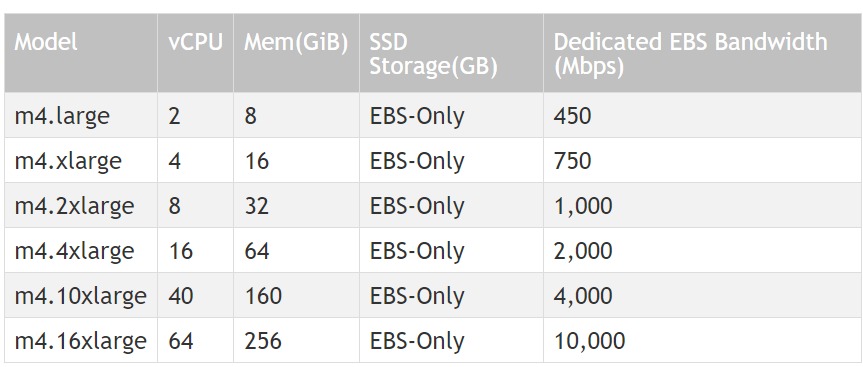 Model vCPU Mem(GiB) SSD Storage(GB) Dedicated EBS Bandwidth (Mbps)
m4.large 2 8 EBS-Only 450
m4.xlarge 4 16 EBS-Only 750
m4.2xlarge 8 32 EBS-Only 1,000
m4.4xlarge 16 64 EBS-Only 2,000
m4.10xlarge 40 160 EBS-Only 4,000
m4.16xlarge 64 256 EBS-Only 10,000